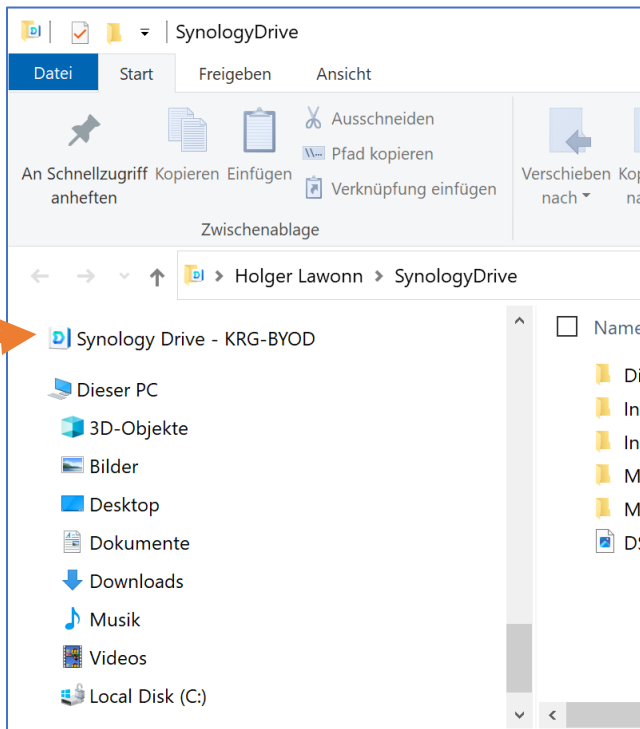 SynologyDrive
Datei Start Freigeben Ansicht
An Schnellzugriff anheften
Kopieren
Einfügen
Ausschneiden
Pfad kopieren
Verknüpfung einfügen
Verschieben nach
Zwischenablage
Holger Lawonn > SynologyDrive
Synology Drive - KRG-BYOD
Dieser PC
3D-Objekte
Bilder
Desktop
Dokumente
Downloads
Musik
Videos
Local Disk (C:)